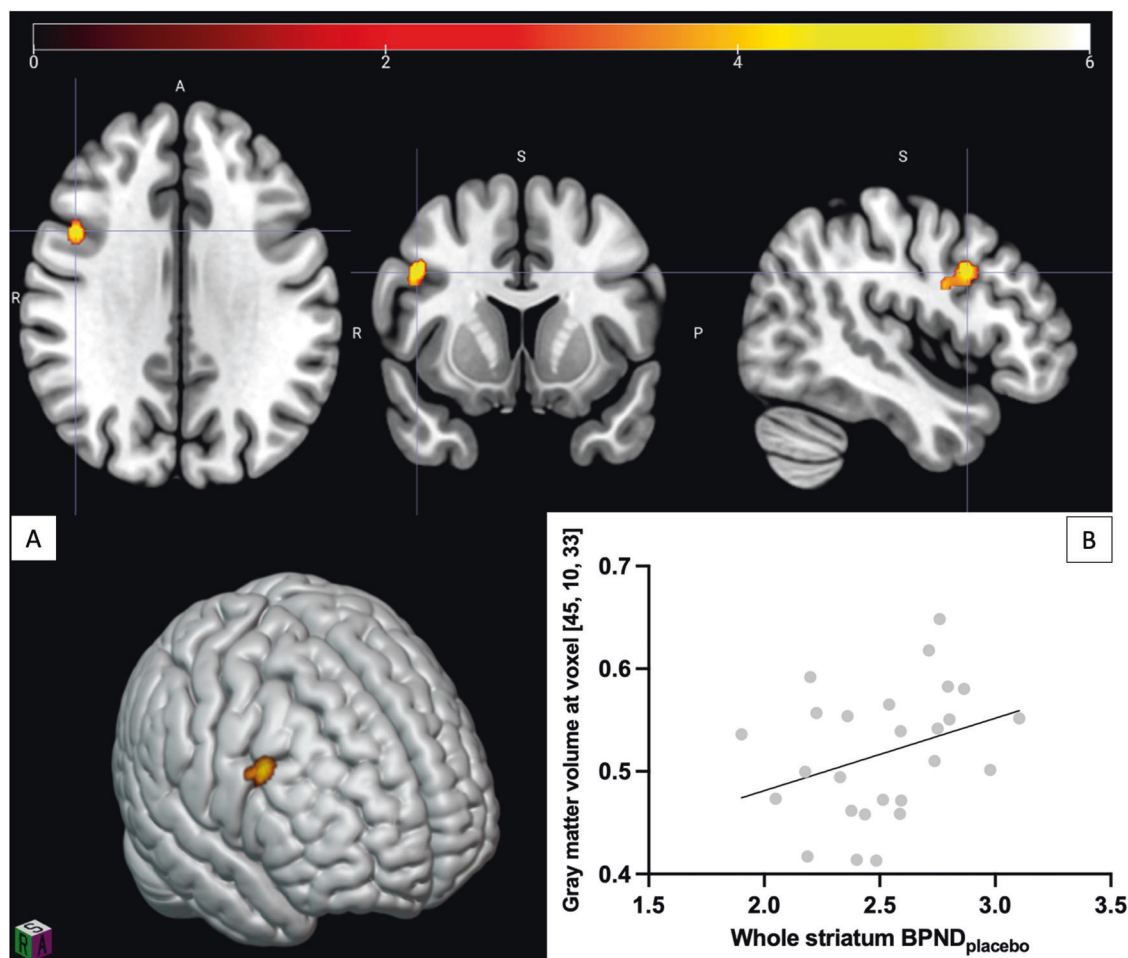 0 2 4 6
A
S
S
R
R
P
A
B
Gray matter volume at voxel [45, 10, 33]
0.7
0.6
0.5
0.4
1.5 2.0 2.5 3.0 3.5
Whole striatum BPNDplacebo
S
R A